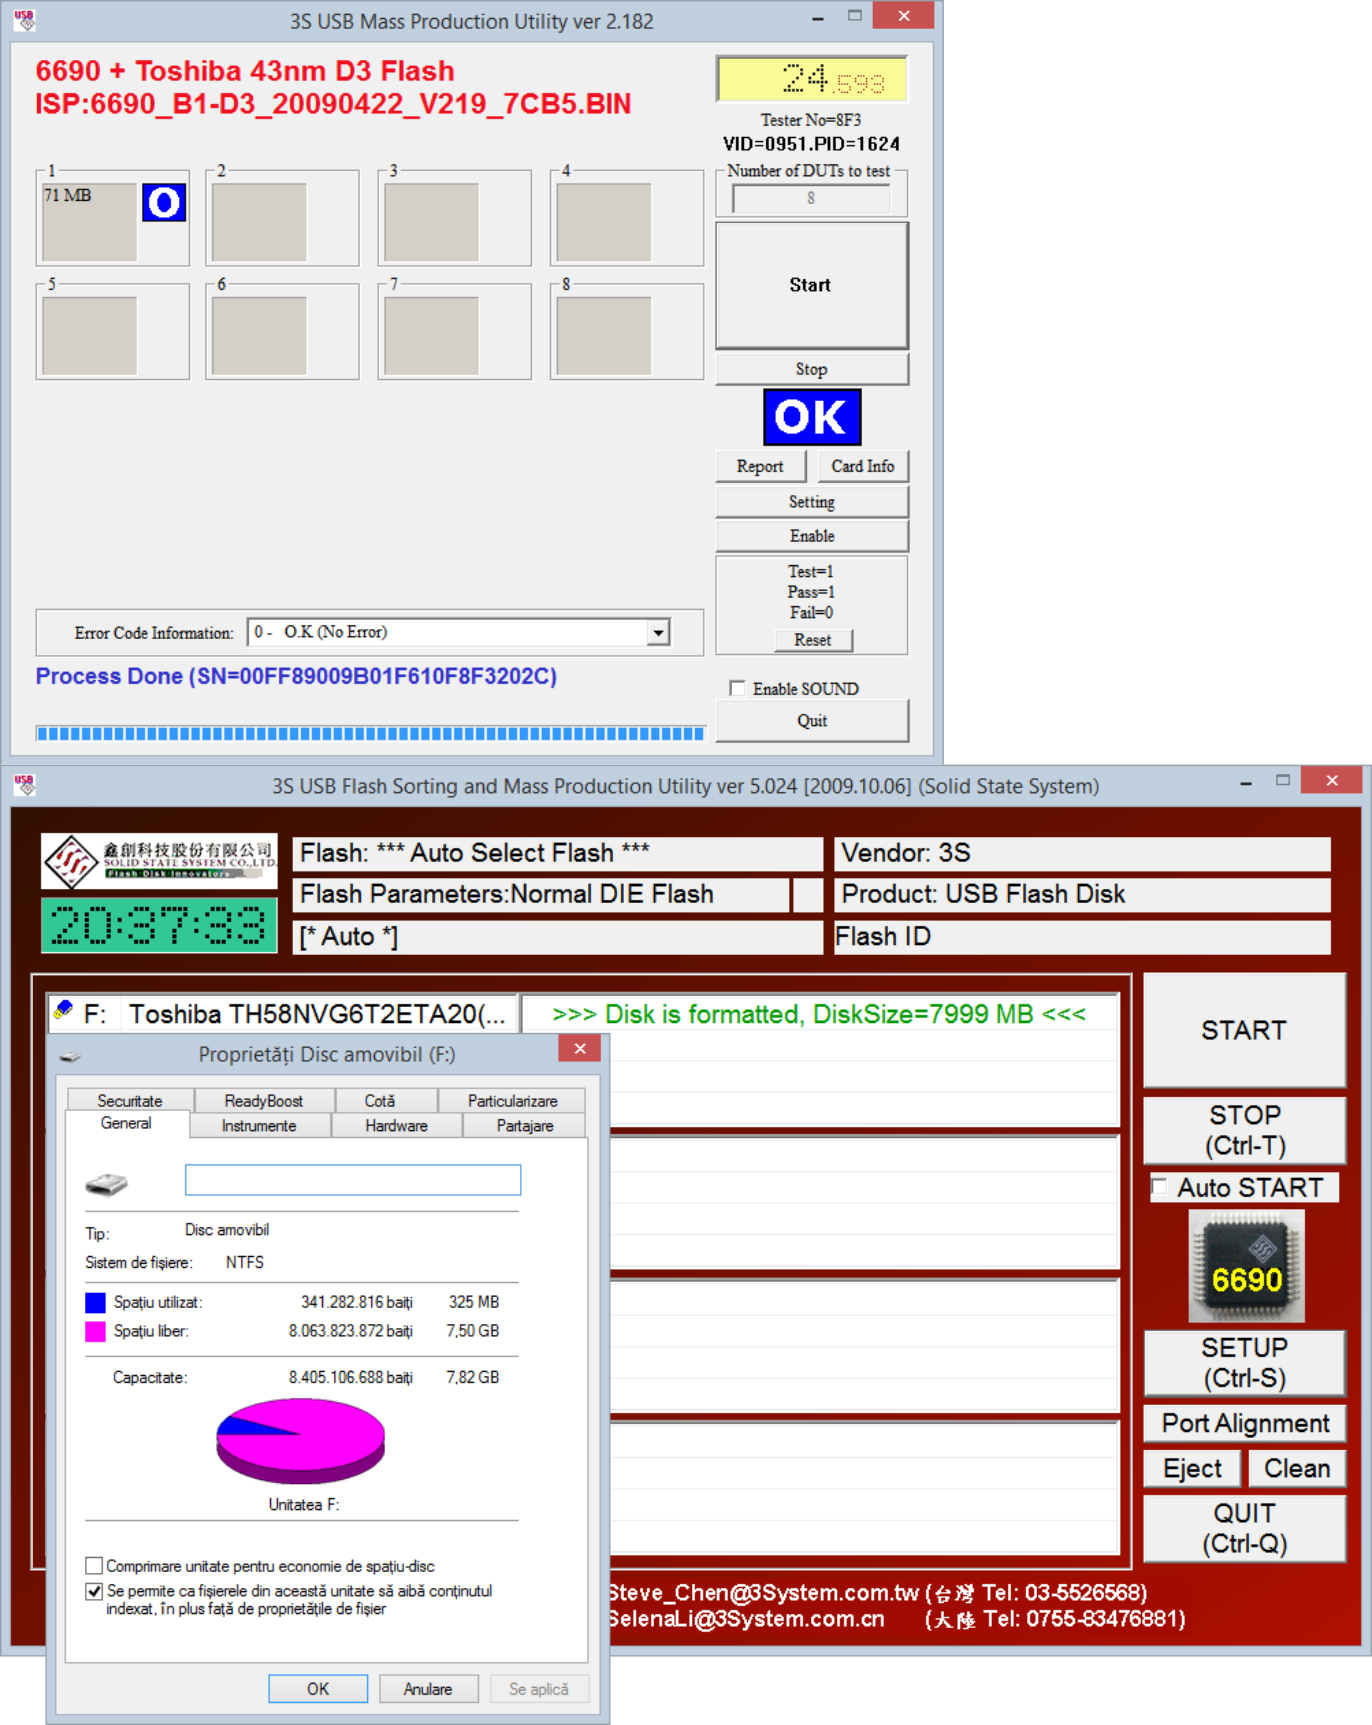 3S USB Mass Production Utility ver 2.182
6690 + Toshiba 43nm D3 Flash
ISP:6690_B1-D3_20090422_V219_7CB5.BIN
24.593
Tester No=8F3
VID=0951.PID=1624
Number of DUTs to test
8
1
71 MB
O
2
3
4
5
6
7
8
Start
Stop
OK
Report
Card Info
Setting
Enable
Test=1
Pass=1
Fail=0
Reset
Error Code Information:
0 - O.K (No Error)
Process Done (SN=00FF89009B01F610F8F3202C)
Enable SOUND
Quit
3S USB Flash Sorting and Mass Production Utility ver 5.024 [2009.10.06] (Solid State System)
鑫創科技股份有限公司
SOLID STATE SYSTEM CO.,LTD.
Flash Disk Innovators
20:37:33
Flash: *** Auto Select Flash ***
Flash Parameters:Normal DIE Flash
[* Auto *]
Vendor: 3S
Product: USB Flash Disk
Flash ID
F: Toshiba TH58NVG6T2ETA20(...
>>> Disk is formatted, DiskSize=7999 MB <<<
START
STOP
(Ctrl-T)
Auto START
6690
SETUP
(Ctrl-S)
Port Alignment
Eject
Clean
QUIT
(Ctrl-Q)
Proprietăți Disc amovibil (F:)
Securitate
ReadyBoost
Cotă
Particularizare
General
Instrumente
Hardware
Partajare
Tip: Disc amovibil
Sistem de fișiere: NTFS
Spațiu utilizat: 341.282.816 baiți 325 MB
Spațiu liber: 8.063.823.872 baiți 7,50 GB
Capacitate: 8.405.106.688 baiți 7,82 GB
Unitatea F:
Comprimare unitate pentru economie de spațiu-disc
Se permite ca fișierele din această unitate să aibă conținutul
indexat, în plus față de proprietățile de fișier
OK
Anulare
Se aplică
Steve_Chen@3System.com.tw (台灣 Tel: 03-5526568)
SelenaLi@3System.com.cn (大陸 Tel: 0755-83476881)